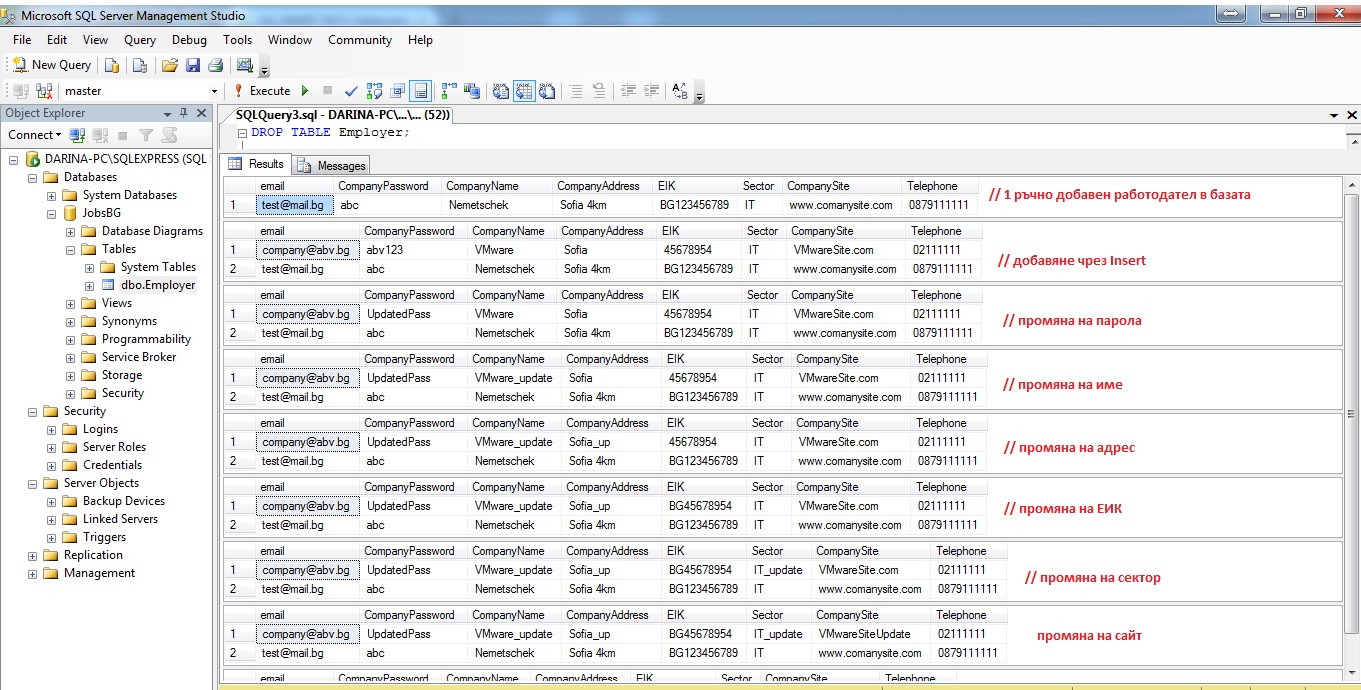 Microsoft SQL Server Management Studio
File Edit View Query Debug Tools Window Community Help
New Query
master Execute
Object Explorer
Connect
DARINA-PC\SQLEXPRESS (SQL
Databases
System Databases
JobsBG
Database Diagrams
Tables
System Tables
dbo.Employer
Views
Synonyms
Programmability
Service Broker
Storage
Security
Security
Logins
Server Roles
Credentials
Server Objects
Backup Devices
Linked Servers
Triggers
Replication
Management
SQLQuery3.sql - DARINA-PC\...\... (52))
DROP TABLE Employer;
Results Messages
email CompanyPassword CompanyName CompanyAddress EIK Sector CompanySite Telephone
1 test@mail.bg abc Nemetschek Sofia 4km BG123456789 IT www.comanysite.com 0879111111
// 1 ръчно добавен работодател в базата
email CompanyPassword CompanyName CompanyAddress EIK Sector CompanySite Telephone
1 company@abv.bg abv123 VMware Sofia 45678954 IT VMwareSite.com 02111111
2 test@mail.bg abc Nemetschek Sofia 4km BG123456789 IT www.comanysite.com 0879111111
// добавяне чрез Insert
email CompanyPassword CompanyName CompanyAddress EIK Sector CompanySite Telephone
1 company@abv.bg UpdatedPass VMware Sofia 45678954 IT VMwareSite.com 02111111
2 test@mail.bg abc Nemetschek Sofia 4km BG123456789 IT www.comanysite.com 0879111111
// промяна на парола
email CompanyPassword CompanyName CompanyAddress EIK Sector CompanySite Telephone
1 company@abv.bg UpdatedPass VMware_update Sofia 45678954 IT VMwareSite.com 02111111
2 test@mail.bg abc Nemetschek Sofia 4km BG123456789 IT www.comanysite.com 0879111111
// промяна на име
email CompanyPassword CompanyName CompanyAddress EIK Sector CompanySite Telephone
1 company@abv.bg UpdatedPass VMware_update Sofia_up 45678954 IT VMwareSite.com 02111111
2 test@mail.bg abc Nemetschek Sofia 4km BG123456789 IT www.comanysite.com 0879111111
// промяна на адрес
email CompanyPassword CompanyName CompanyAddress EIK Sector CompanySite Telephone
1 company@abv.bg UpdatedPass VMware_update Sofia_up BG45678954 IT VMwareSite.com 02111111
2 test@mail.bg abc Nemetschek Sofia 4km BG123456789 IT www.comanysite.com 0879111111
// промяна на ЕИК
email CompanyPassword CompanyName CompanyAddress EIK Sector CompanySite Telephone
1 company@abv.bg UpdatedPass VMware_update Sofia_up BG45678954 IT_update VMwareSite.com 02111111
2 test@mail.bg abc Nemetschek Sofia 4km BG123456789 IT www.comanysite.com 0879111111
// промяна на сектор
email CompanyPassword CompanyName CompanyAddress EIK Sector CompanySite Telephone
1 company@abv.bg UpdatedPass VMware_update Sofia_up BG45678954 IT_update VMwareSiteUpdate 02111111
2 test@mail.bg abc Nemetschek Sofia 4km BG123456789 IT www.comanysite.com 0879111111
промяна на сайт
email CompanyPassword CompanyName CompanyAddress EIK Sector CompanySite Telephone